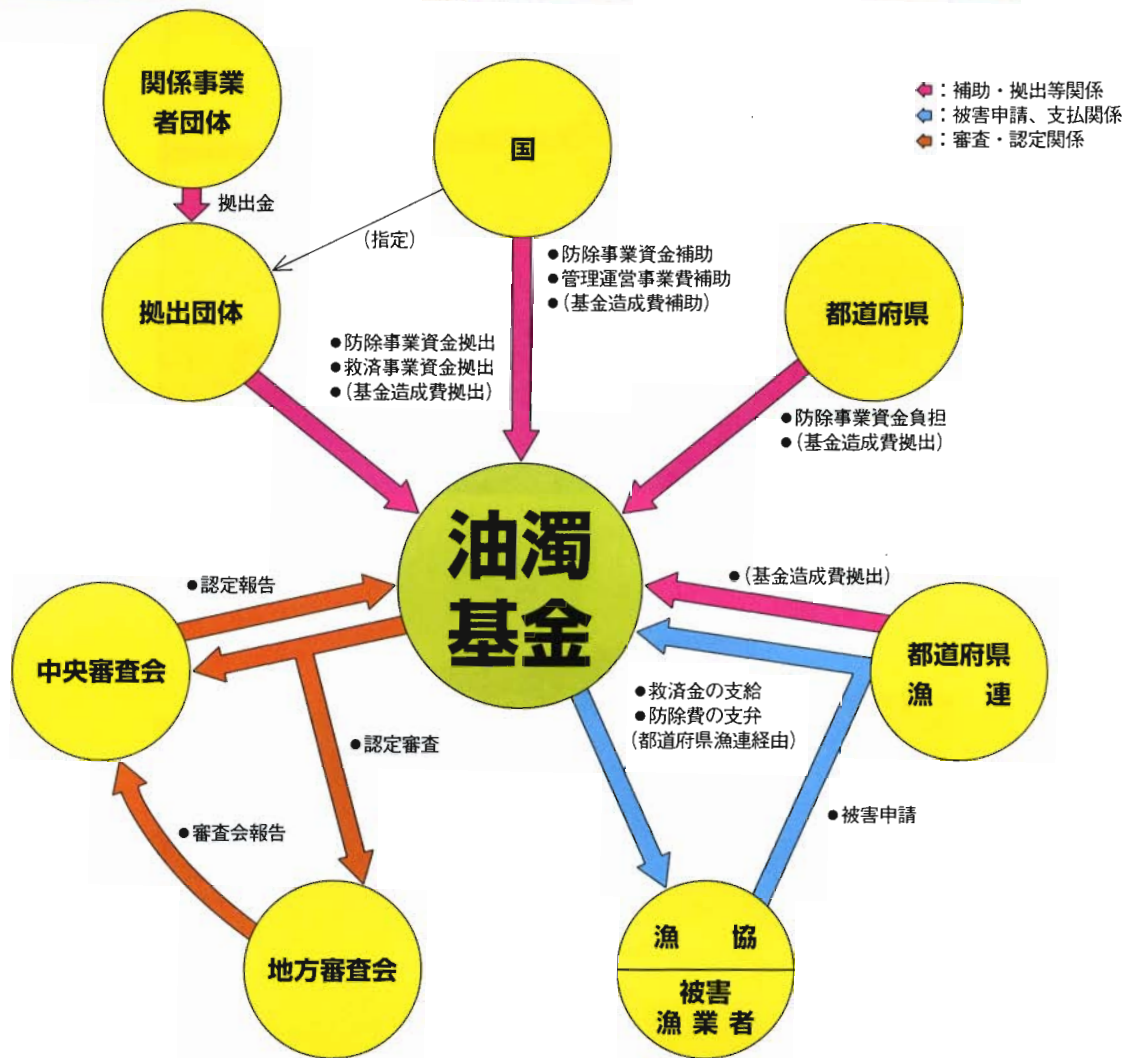 関係事業
者団体
国
：補助・拠出等関係
：被害申請、支払関係
：審査・認定関係
拠出金
(指定)
●防除事業資金補助
●管理運営事業費補助
●(基金造成費補助)
拠出団体
都道府県
●防除事業資金拠出
●救済事業資金拠出
●(基金造成費拠出)
●防除事業資金負担
●(基金造成費拠出)
油濁
基金
●認定報告
●(基金造成費拠出)
中央審査会
都道府県
漁　連
●救済金の支給
●防除費の支弁
(都道府県漁連経由)
●認定審査
●審査会報告
●被害申請
地方審査会
漁　協
被害
漁業者